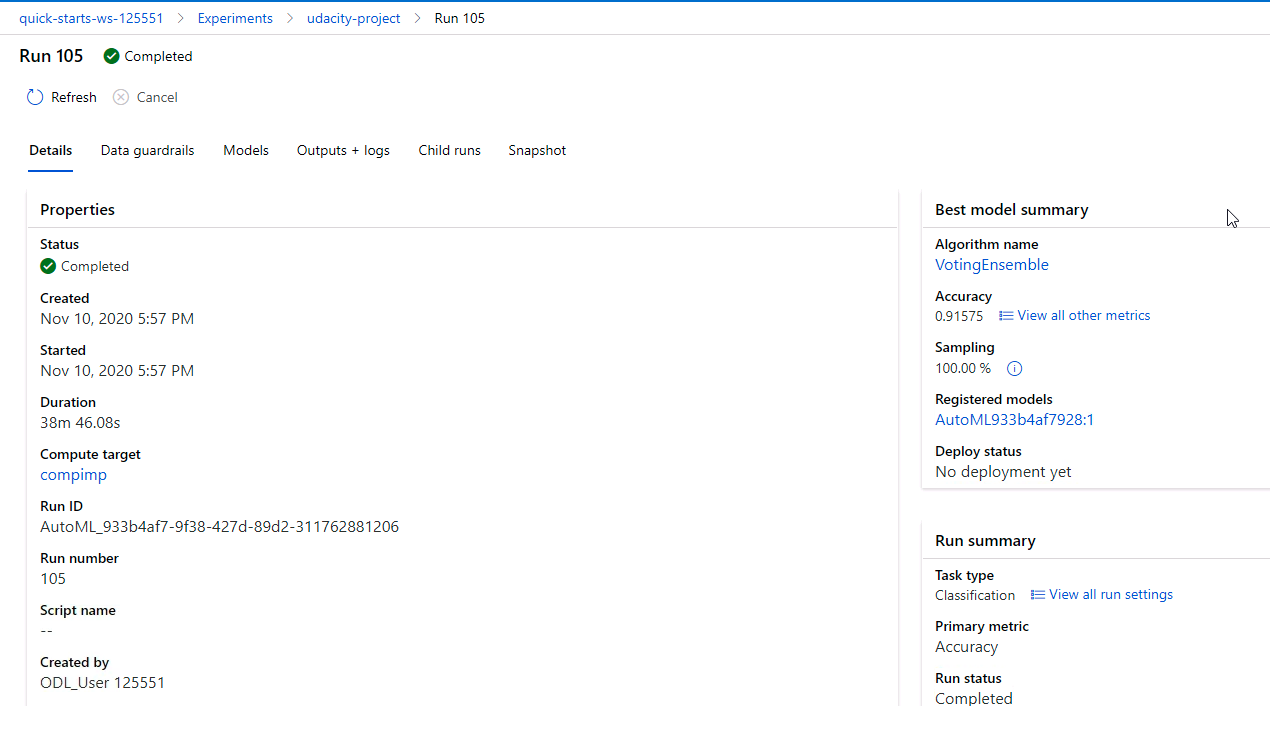 quick-starts-ws-125551 > Experiments > udacity-project > Run 105
Run 105 Completed
Refresh Cancel
Details Data guardrails Models Outputs + logs Child runs Snapshot
Properties
Status
Completed
Created
Nov 10, 2020 5:57 PM
Started
Nov 10, 2020 5:57 PM
Duration
38m 46.08s
Compute target
compimp
Run ID
AutoML_933b4af7-9f38-427d-89d2-311762881206
Run number
105
Script name
--
Created by
ODL_User 125551
Best model summary
Algorithm name
VotingEnsemble
Accuracy
0.91575 View all other metrics
Sampling
100.00 %
Registered models
AutoML933b4af7928:1
Deploy status
No deployment yet
Run summary
Task type
Classification View all run settings
Primary metric
Accuracy
Run status
Completed